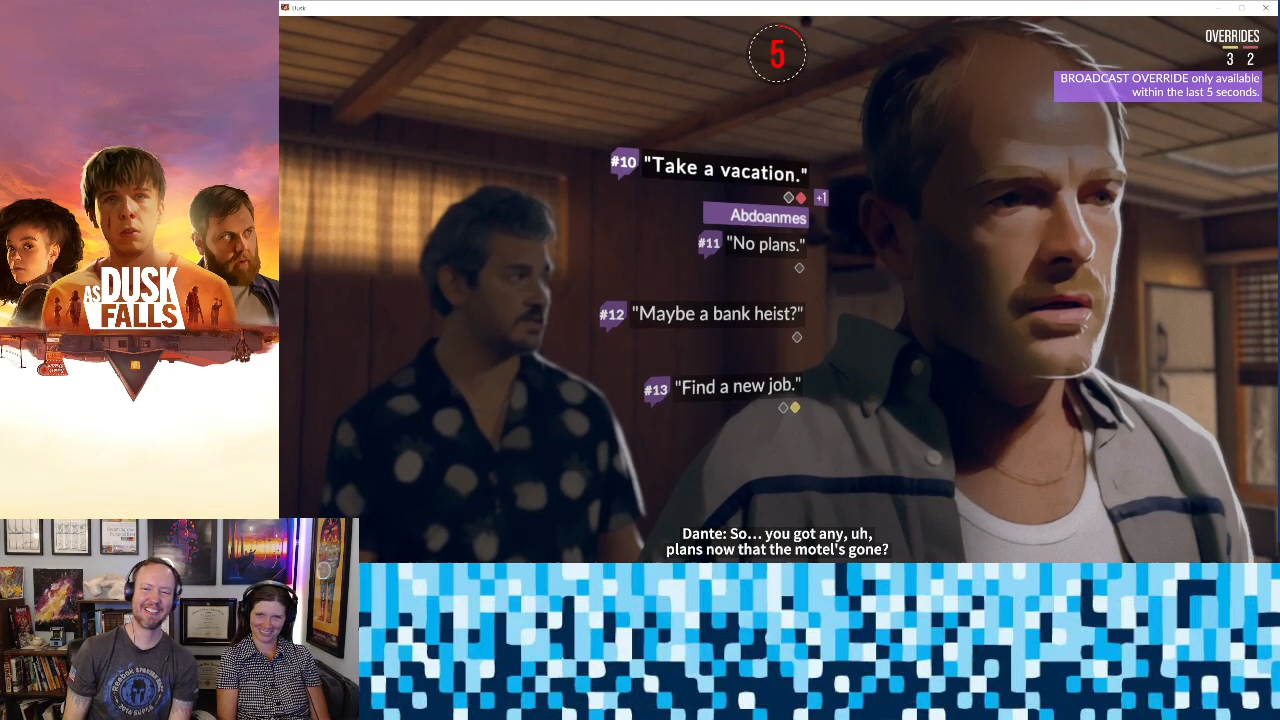 Dusk
5
OVERRIDES
3 2
BROADCAST OVERRIDE only available
within the last 5 seconds.
#10 "Take a vacation."
+1
Abdoanmes
#11 "No plans."
#12 "Maybe a bank heist?"
#13 "Find a new job."
AS DUSK
FALLS
Dante: So... you got any, uh,
plans now that the motel's gone?